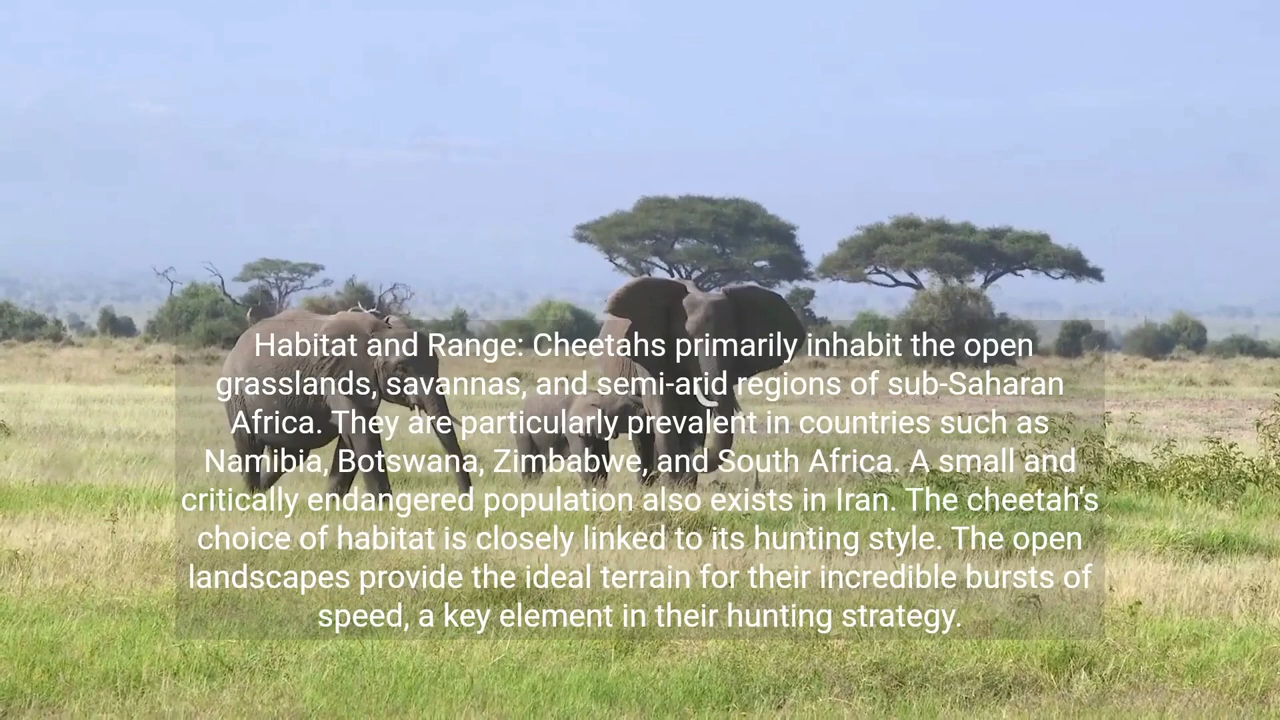 Habitat and Range: Cheetahs primarily inhabit the open
grasslands, savannas, and semi-arid regions of sub-Saharan
Africa. They are particularly prevalent in countries such as
Namibia, Botswana, Zimbabwe, and South Africa. A small and
critically endangered population also exists in Iran. The cheetah's
choice of habitat is closely linked to its hunting style. The open
landscapes provide the ideal terrain for their incredible bursts of
speed, a key element in their hunting strategy.